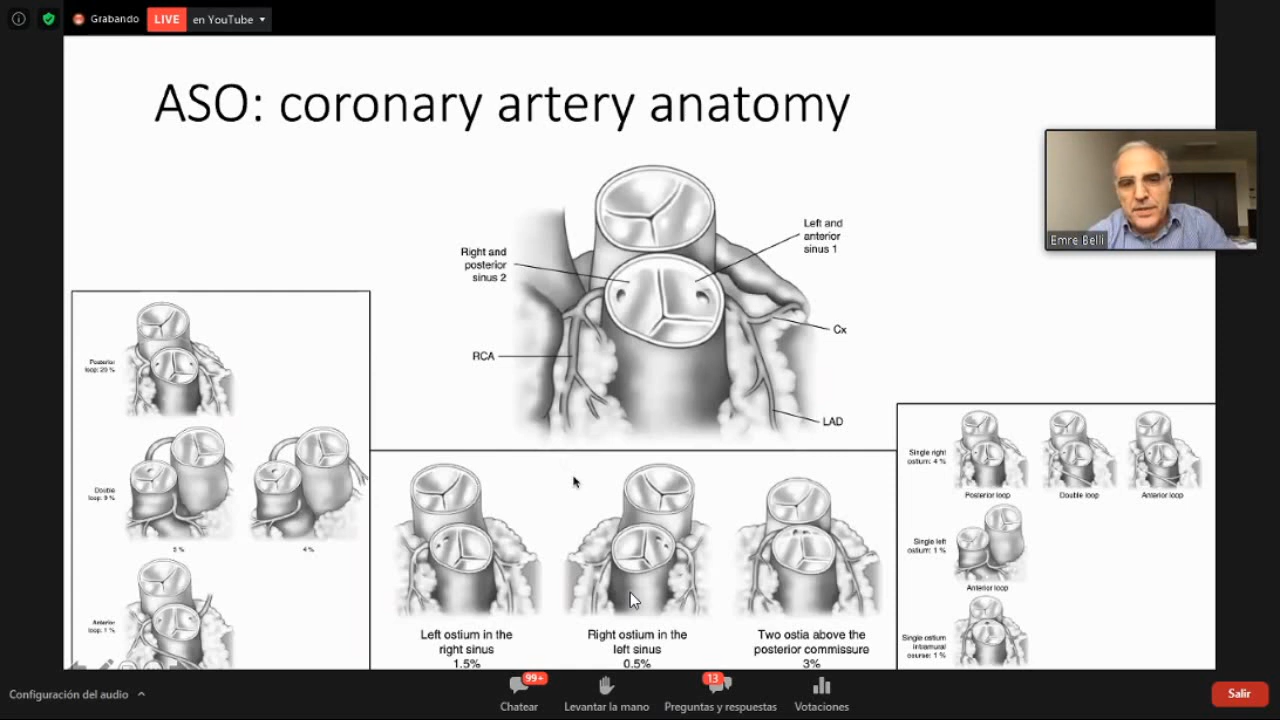 Grabando
LIVE
en YouTube
ASO: coronary artery anatomy
Emre Belli
Left and
anterior
sinus 1
Right and
posterior
sinus 2
Cx
RCA
LAD
Posterior
loop: 20 %
Double
loop: 9 %
5 %
4 %
Anterior
loop: 1 %
Left ostium in the
right sinus
1.5%
Right ostium in the
left sinus
0.5%
Two ostia above the
posterior commissure
3%
Single right
ostium: 4 %
Posterior loop
Double loop
Anterior loop
Single left
ostium: 1 %
Anterior loop
Single ostium
intramural
course: 1 %
Configuración del audio
99+
Chatear
Levantar la mano
13
Preguntas y respuestas
Votaciones
Salir